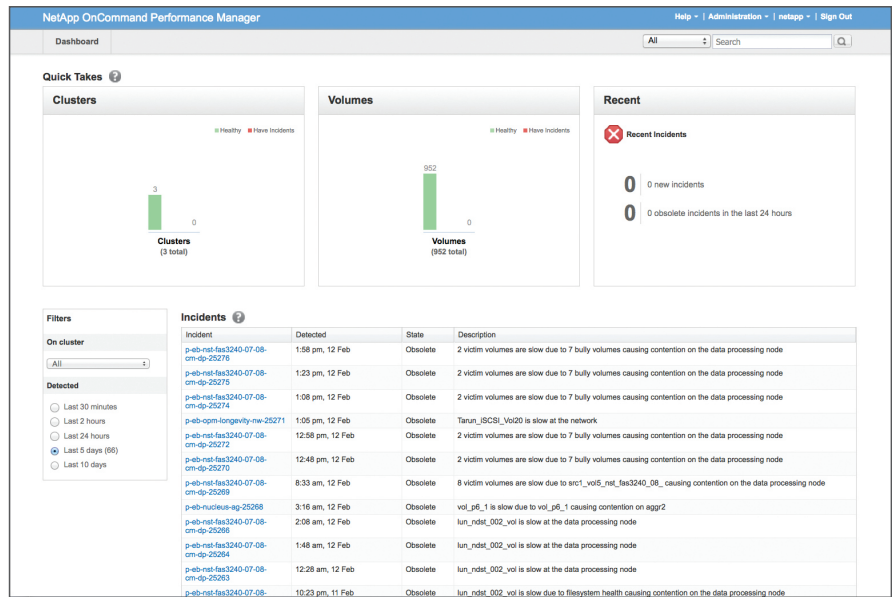 NetApp OnCommand Performance Manager
Help | Administration | netapp | Sign Out
Dashboard
All
Search
Quick Takes ?
Clusters
Healthy Have Incidents
3
0
Clusters
(3 total)
Volumes
Healthy Have Incidents
952
0
Volumes
(952 total)
Recent
Recent Incidents
0 0 new incidents
0 0 obsolete incidents in the last 24 hours
Filters
On cluster
All
Detected
Last 30 minutes
Last 2 hours
Last 24 hours
Last 5 days (66)
Last 10 days
Incidents ?
Incident Detected State Description
p-eb-nst-fas3240-07-08- 1:58 pm, 12 Feb Obsolete 2 victim volumes are slow due to 7 bully volumes causing contention on the data processing node
cm-dp-25276
p-eb-nst-fas3240-07-08- 1:23 pm, 12 Feb Obsolete 2 victim volumes are slow due to 7 bully volumes causing contention on the data processing node
cm-dp-25275
p-eb-nst-fas3240-07-08- 1:08 pm, 12 Feb Obsolete 2 victim volumes are slow due to 7 bully volumes causing contention on the data processing node
cm-dp-25274
p-eb-opm-longevity-nw-25271 1:05 pm, 12 Feb Obsolete Tarun_iSCSI_Vol20 is slow at the network
p-eb-nst-fas3240-07-08- 12:58 pm, 12 Feb Obsolete 2 victim volumes are slow due to 7 bully volumes causing contention on the data processing node
cm-dp-25272
p-eb-nst-fas3240-07-08- 12:48 pm, 12 Feb Obsolete 2 victim volumes are slow due to 7 bully volumes causing contention on the data processing node
cm-dp-25270
p-eb-nst-fas3240-07-08- 8:33 am, 12 Feb Obsolete 8 victim volumes are slow due to src1_vol5_nst_fas3240_08_ causing contention on the data processing node
cm-dp-25269
p-eb-nucleus-ag-25268 3:16 am, 12 Feb Obsolete vol_p6_1 is slow due to vol_p6_1 causing contention on aggr2
p-eb-nst-fas3240-07-08- 2:08 am, 12 Feb Obsolete lun_ndst_002_vol is slow at the data processing node
cm-dp-25266
p-eb-nst-fas3240-07-08- 1:48 am, 12 Feb Obsolete lun_ndst_002_vol is slow at the data processing node
cm-dp-25264
p-eb-nst-fas3240-07-08- 12:28 am, 12 Feb Obsolete lun_ndst_002_vol is slow at the data processing node
cm-dp-25263
p-eb-nst-fas3240-07-08- 10:23 pm, 11 Feb Obsolete lun_ndst_002_vol is slow due to filesystem health causing contention on the data processing node